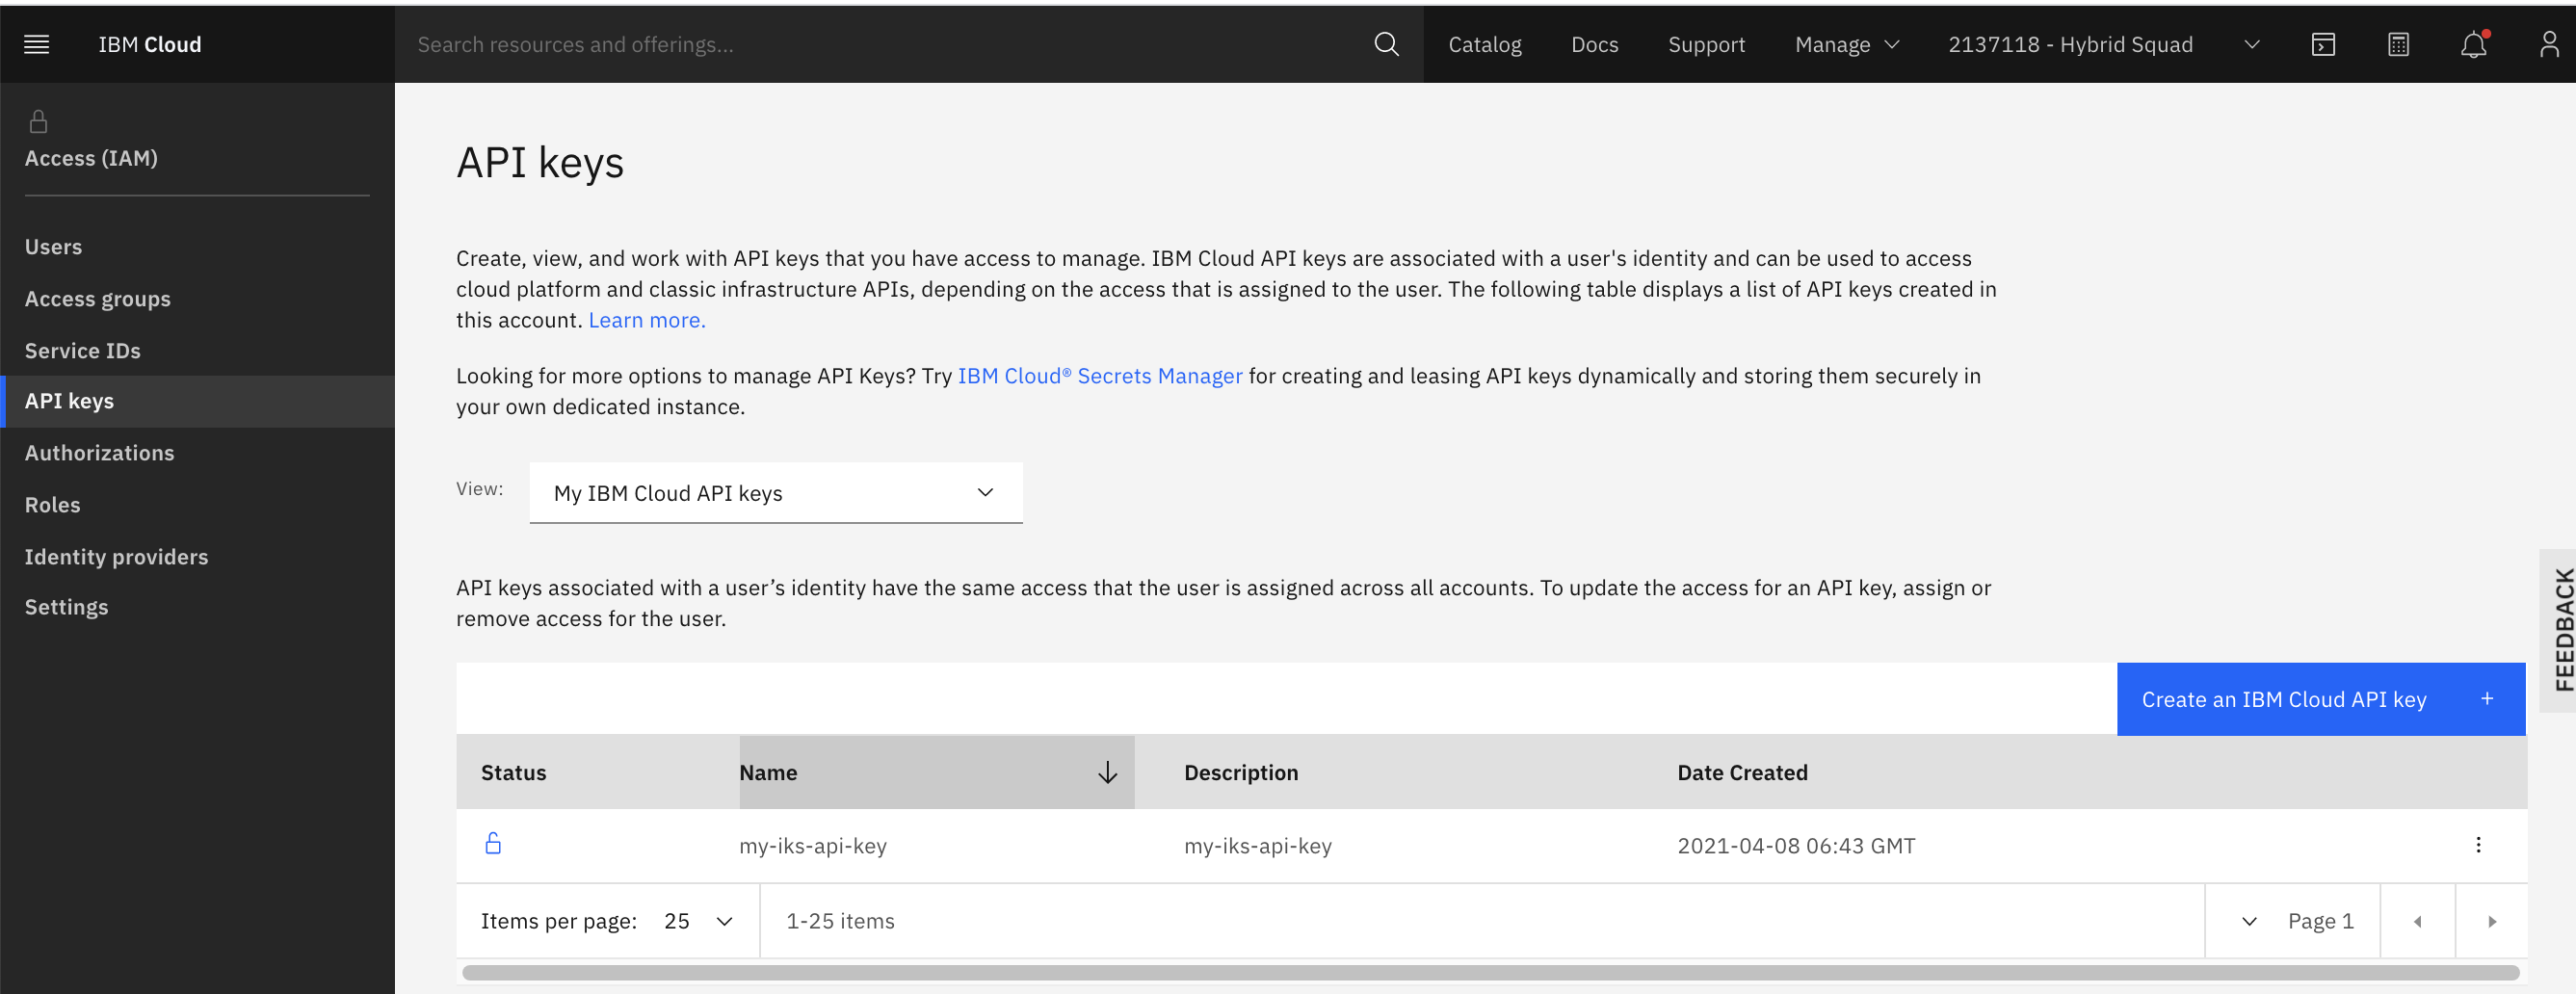 IBM Cloud
Search resources and offerings...
Catalog
Docs
Support
Manage
2137118 - Hybrid Squad
Access (IAM)
Users
Access groups
Service IDs
API keys
Authorizations
Roles
Identity providers
Settings
API keys
Create, view, and work with API keys that you have access to manage. IBM Cloud API keys are associated with a user's identity and can be used to access
cloud platform and classic infrastructure APIs, depending on the access that is assigned to the user. The following table displays a list of API keys created in
this account. Learn more.
Looking for more options to manage API Keys? Try IBM Cloud® Secrets Manager for creating and leasing API keys dynamically and storing them securely in
your own dedicated instance.
View:
My IBM Cloud API keys
API keys associated with a user’s identity have the same access that the user is assigned across all accounts. To update the access for an API key, assign or
remove access for the user.
FEEDBACK
Create an IBM Cloud API key +
Status
Name
Description
Date Created
my-iks-api-key
my-iks-api-key
2021-04-08 06:43 GMT
Items per page: 25
1-25 items
Page 1